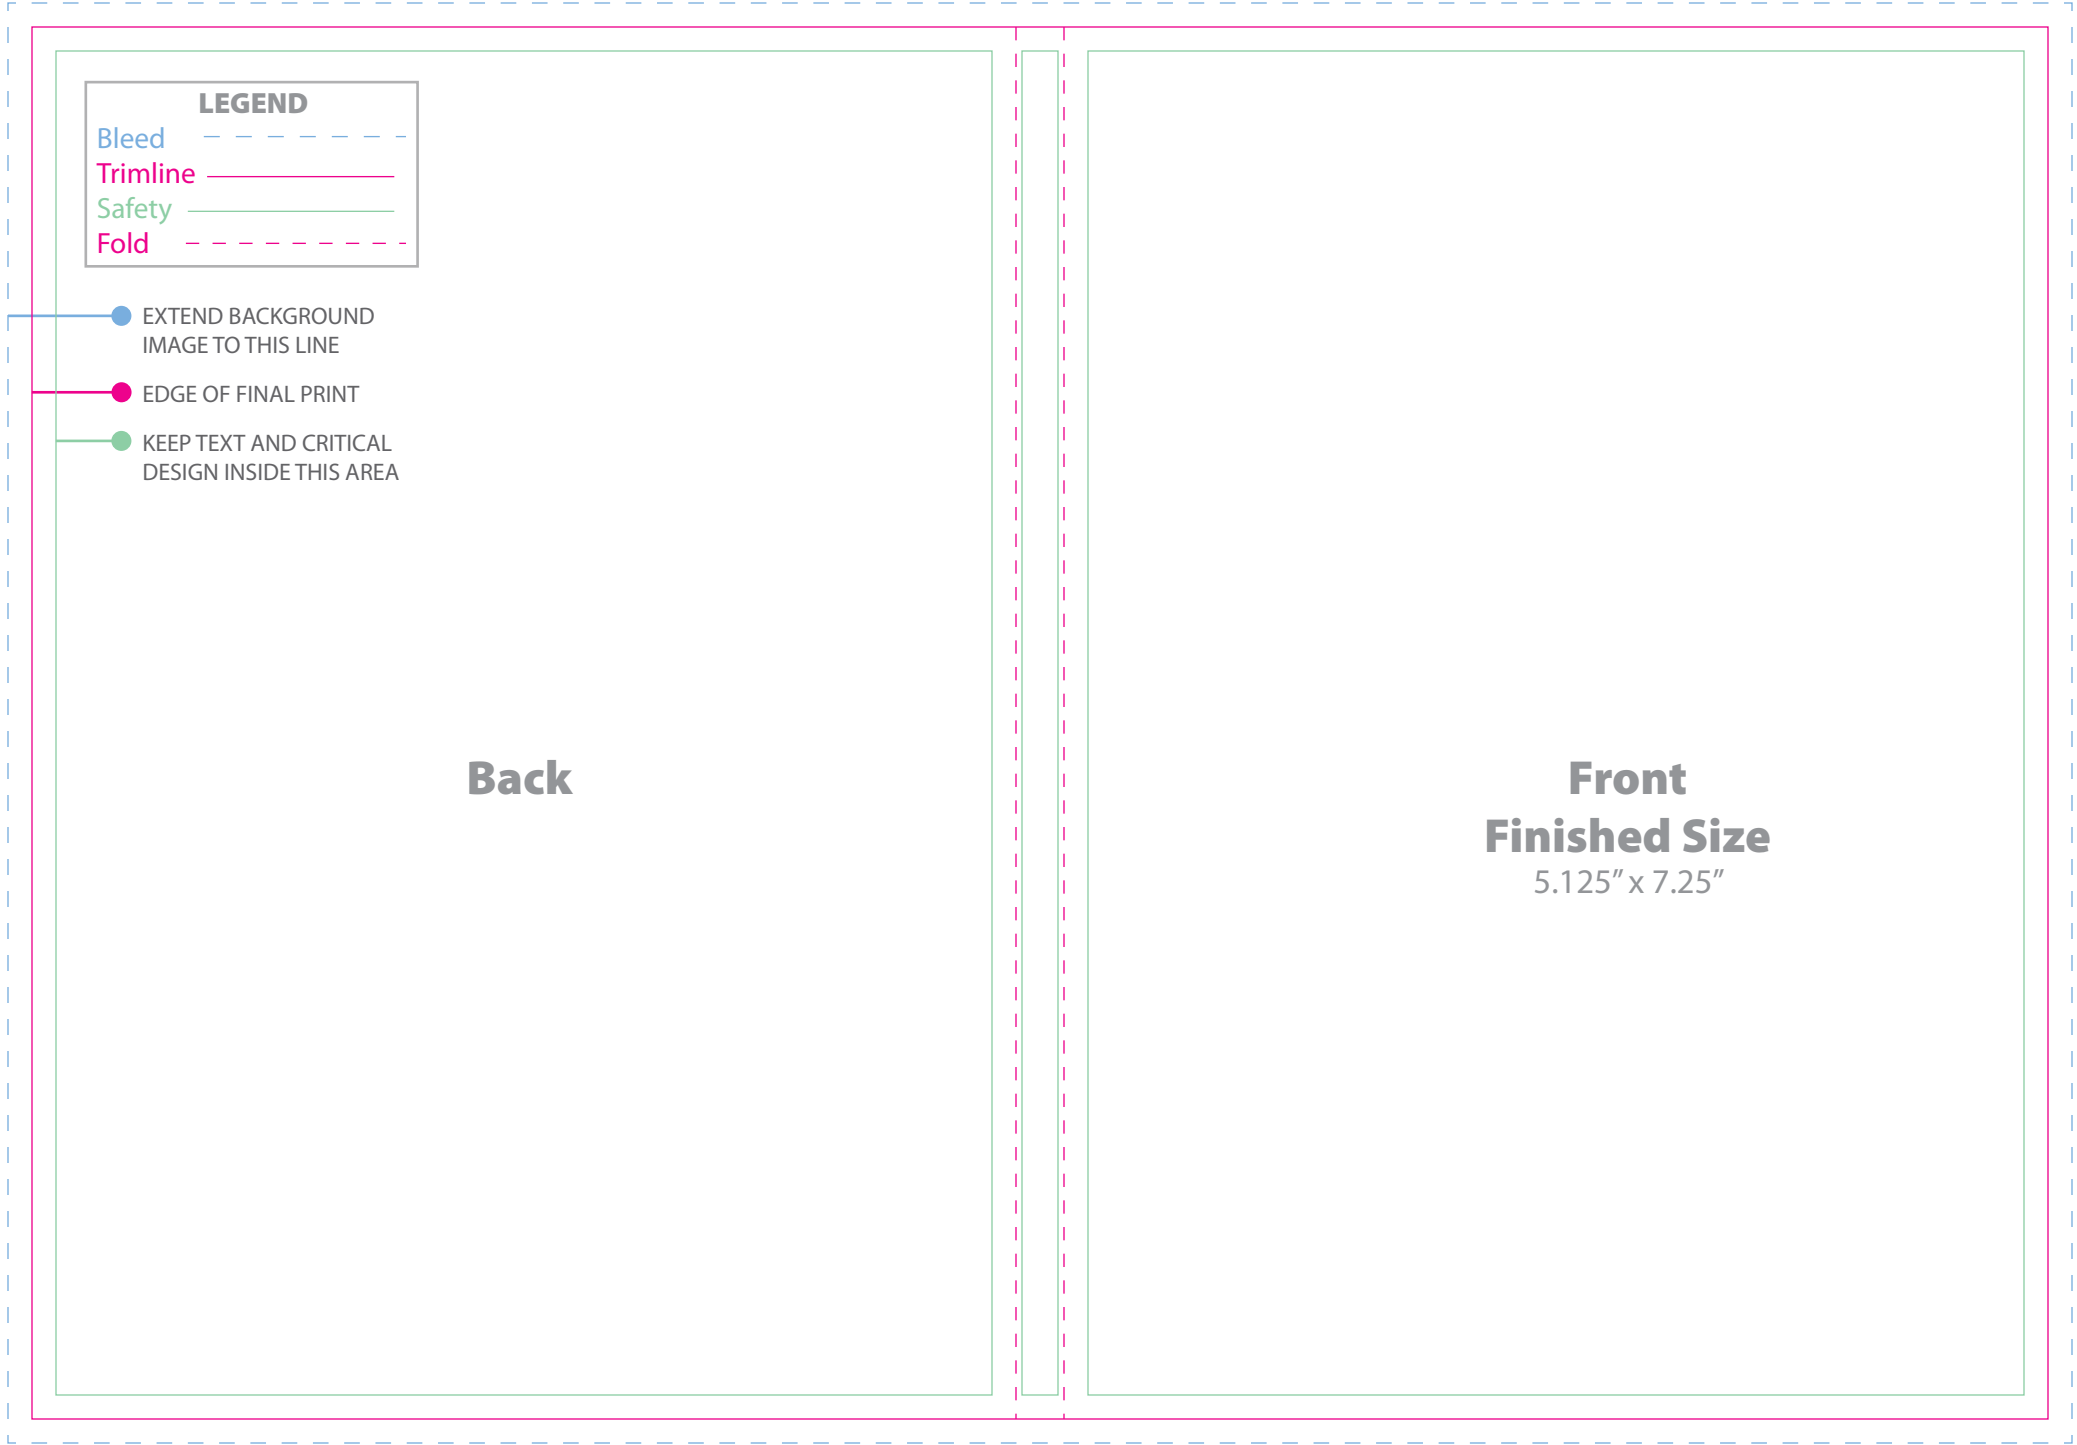 LEGEND
Bleed
Trimline
Safety
Fold
EXTEND BACKGROUND
IMAGE TO THIS LINE
EDGE OF FINAL PRINT
KEEP TEXT AND CRITICAL
DESIGN INSIDE THIS AREA
Back
Front
Finished Size
5.125” x 7.25”